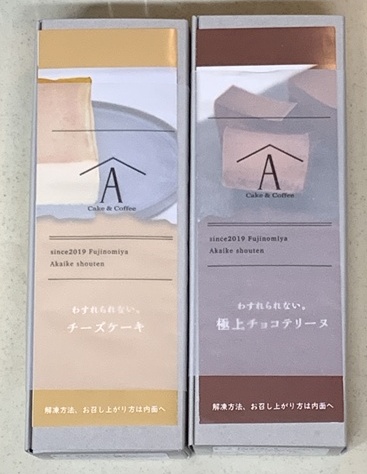 A
Cake & Coffee
since2019 Fujinomiya
Akaike shouten
わすれられない。
チーズケーキ
解凍方法、お召し上がり方は内面へ
A
Cake & Coffee
since2019 Fujinomiya
Akaike shouten
わすれられない。
極上チョコテリーヌ
解凍方法、お召し上がり方は内面へ